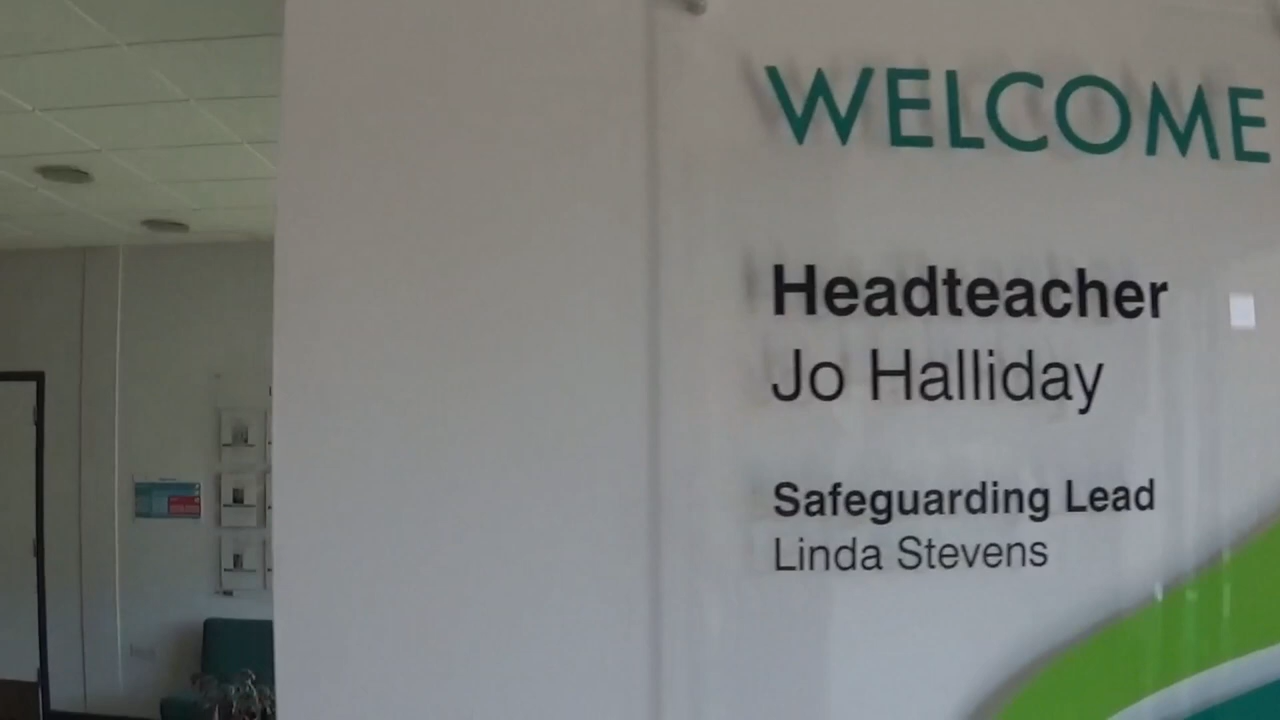 WELCOME
Headteacher
Jo Halliday
Safeguarding Lead
Linda Stevens